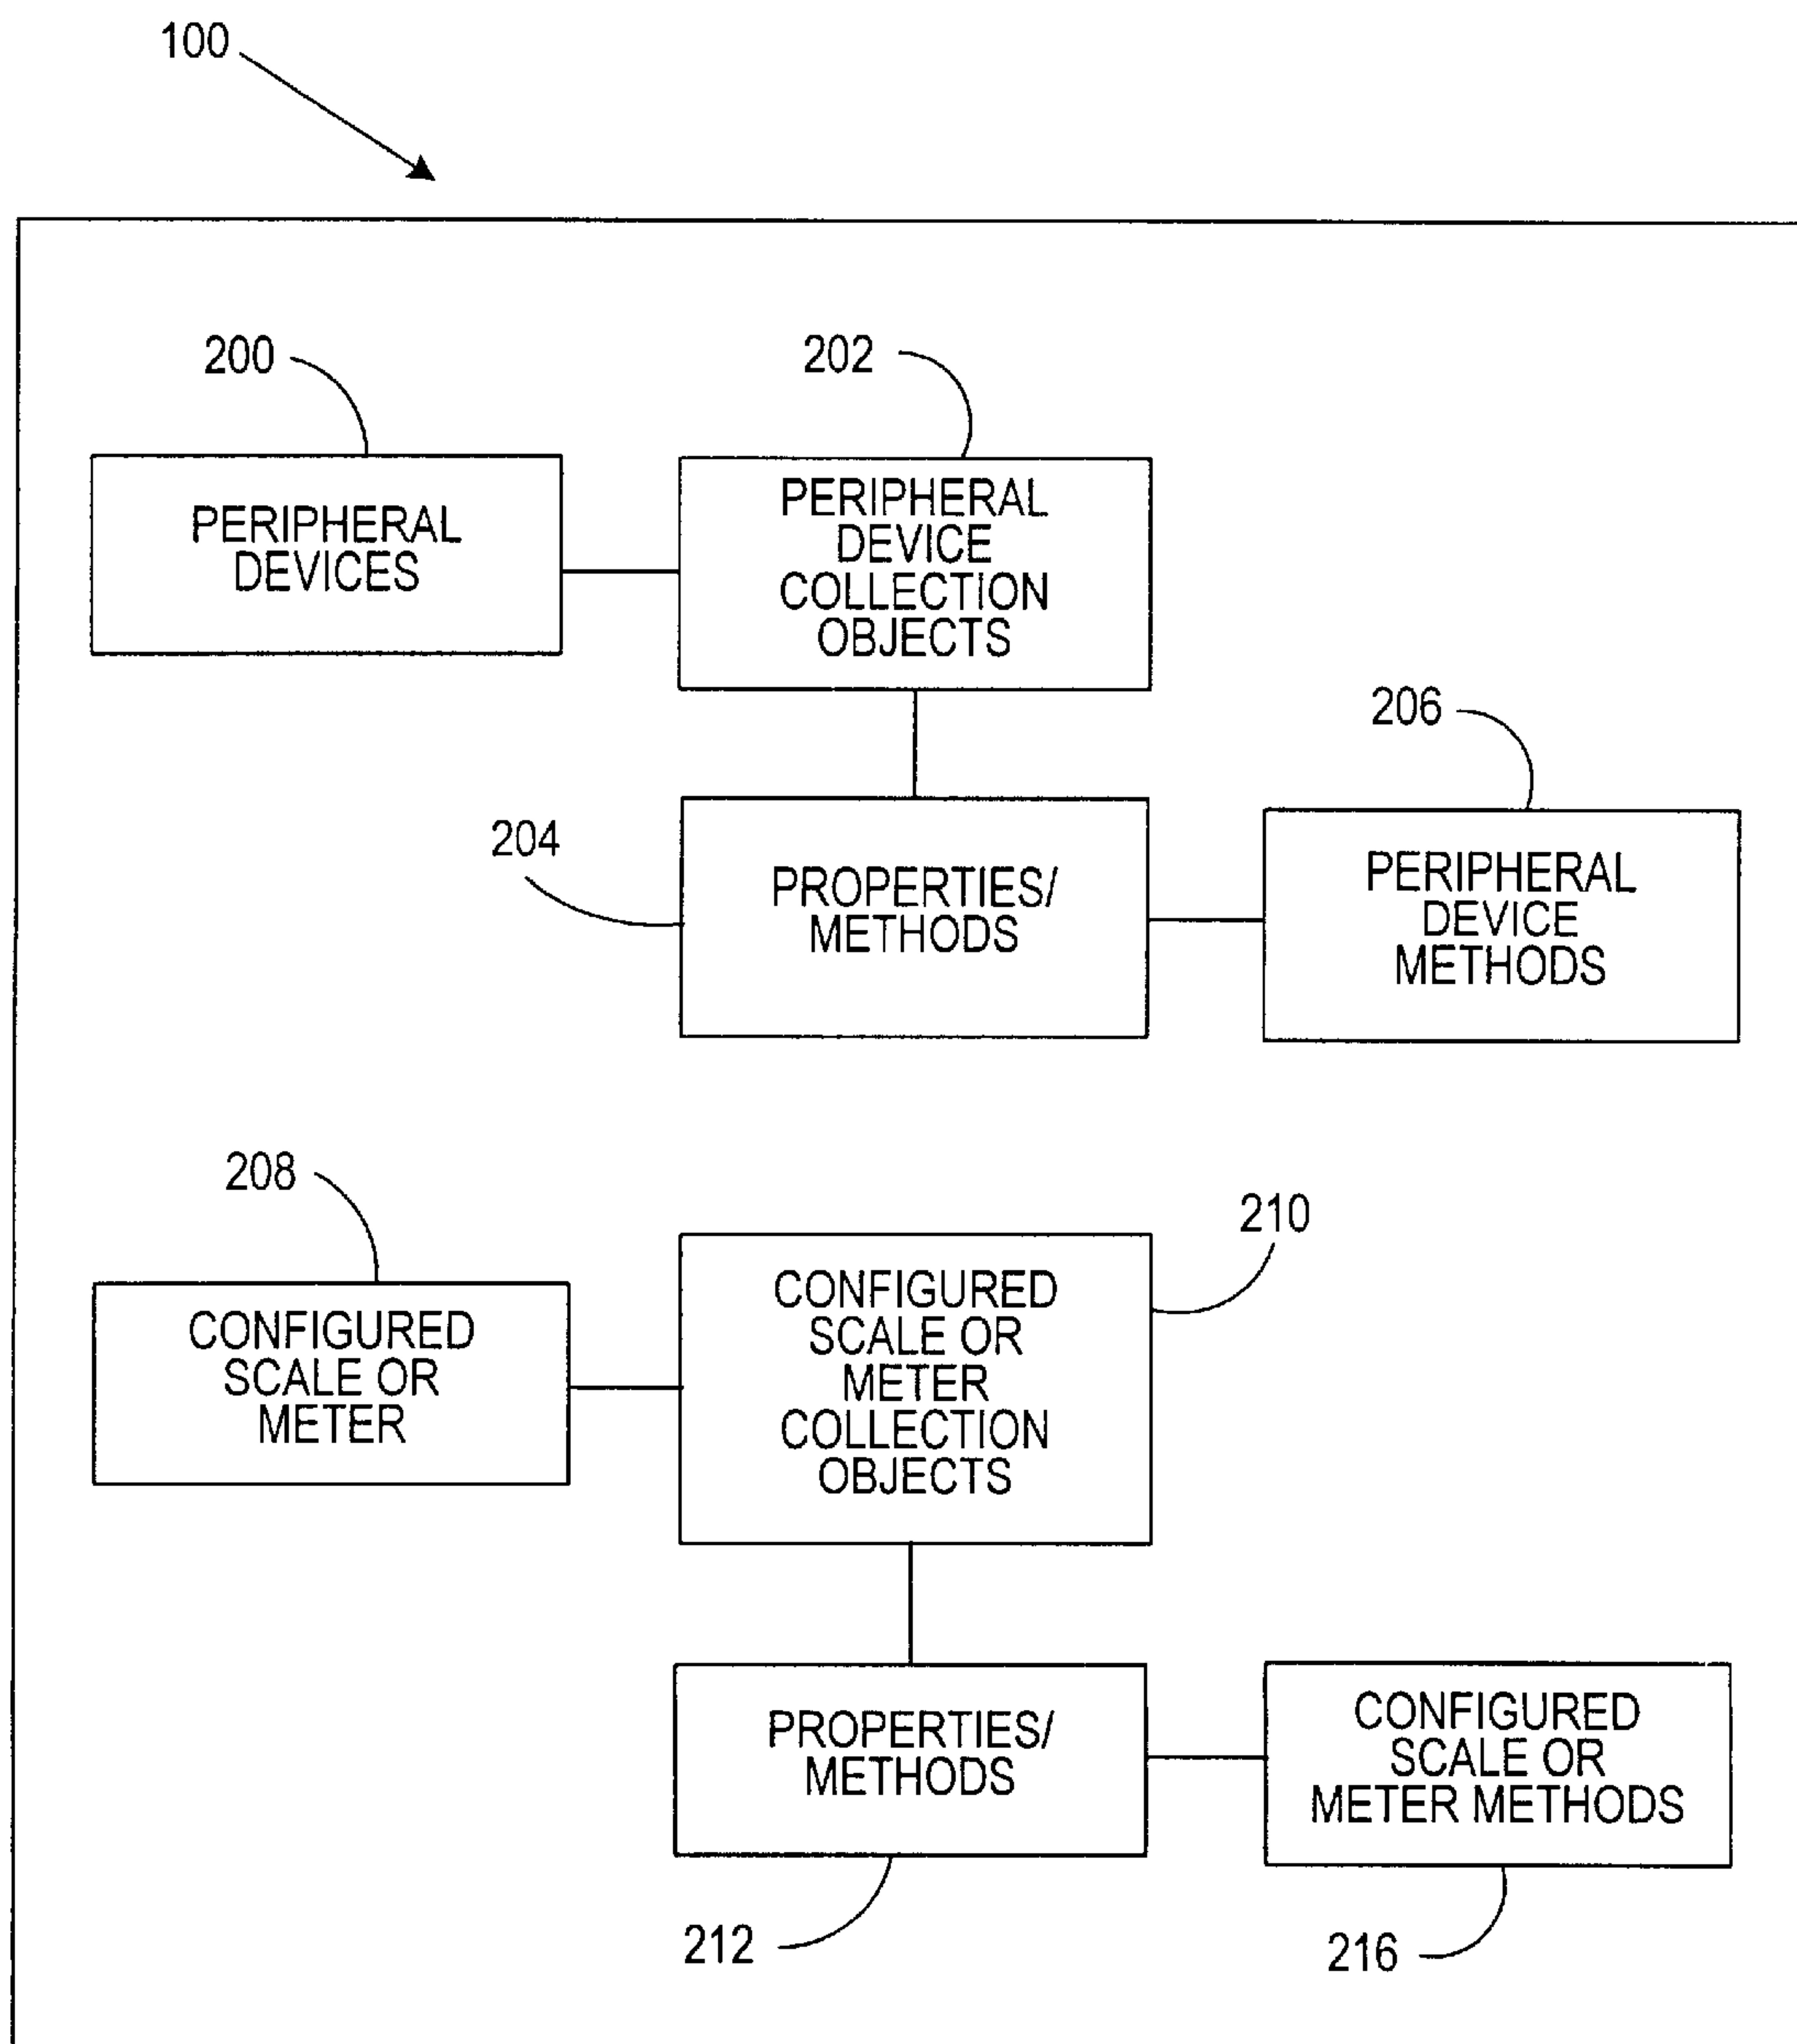 100
200
202
PERIPHERAL
DEVICES
PERIPHERAL
DEVICE
COLLECTION
OBJECTS
206
204
PROPERTIES/
METHODS
PERIPHERAL
DEVICE
METHODS
208
210
CONFIGURED
SCALE OR
METER
CONFIGURED
SCALE OR
METER
COLLECTION
OBJECTS
PROPERTIES/
METHODS
CONFIGURED
SCALE OR
METER METHODS
212
216